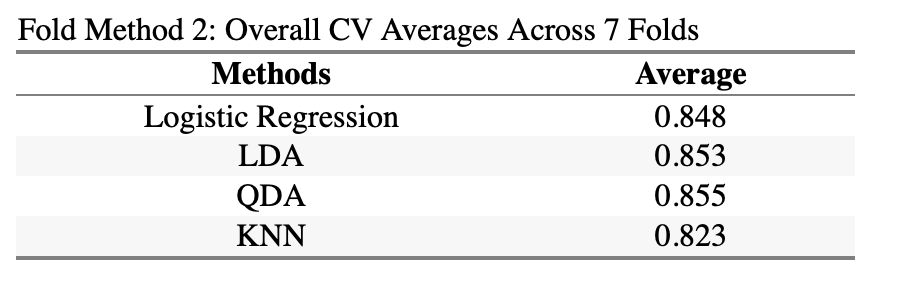 Fold Method 2: Overall CV Averages Across 7 Folds
Methods Average
Logistic Regression 0.848
LDA 0.853
QDA 0.855
KNN 0.823